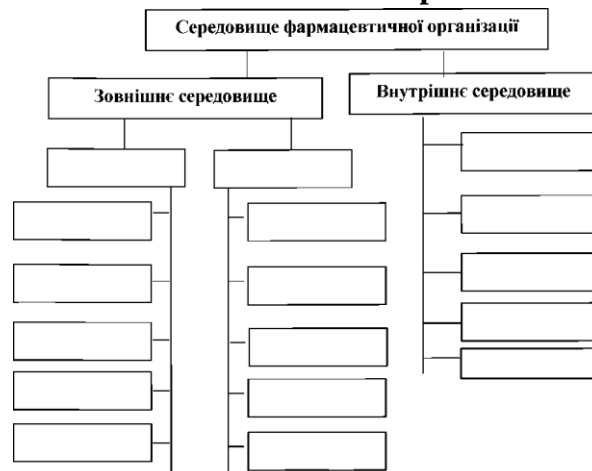 Середовище фармацевтичної організації
Зовнішнє середовище
Внутрішнє середовище